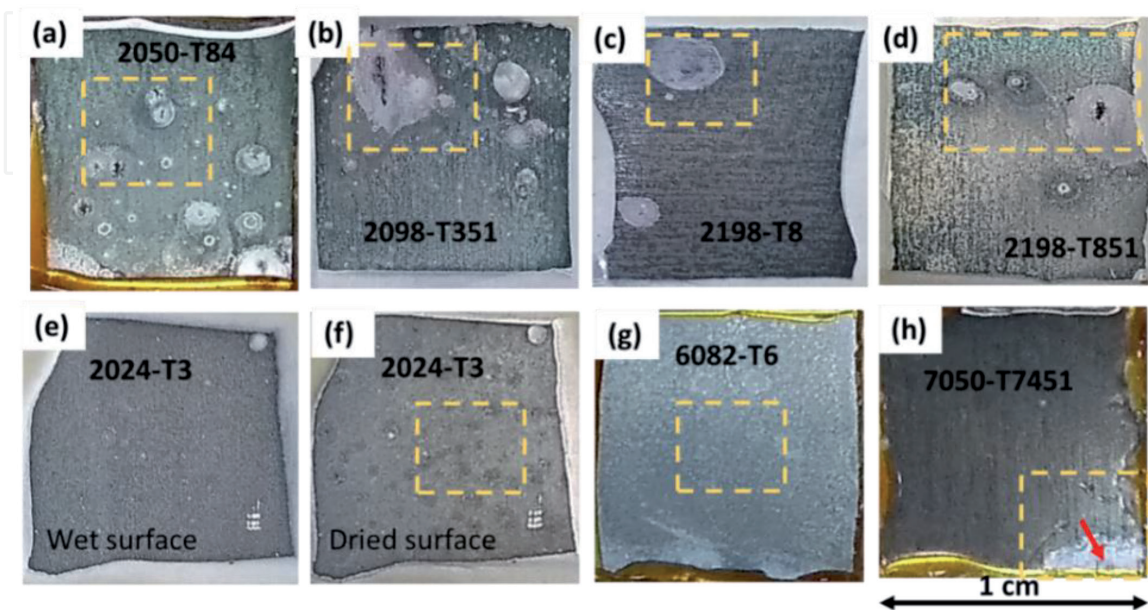 (a)
2050-T84
(b)
2098-T351
(c)
2198-T8
(d)
2198-T851
(e)
2024-T3
Wet surface
(f)
2024-T3
Dried surface
(g)
6082-T6
(h)
7050-T7451
1 cm